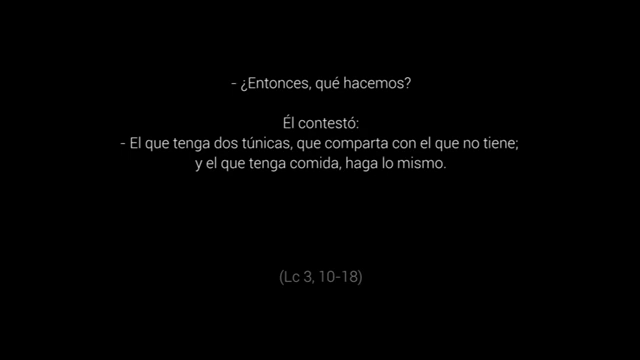 - ¿Entonces, qué hacemos?
Él contestó:
- El que tenga dos túnicas, que comparta con el que no tiene;
y el que tenga comida, haga lo mismo.
(Lc 3, 10-18)